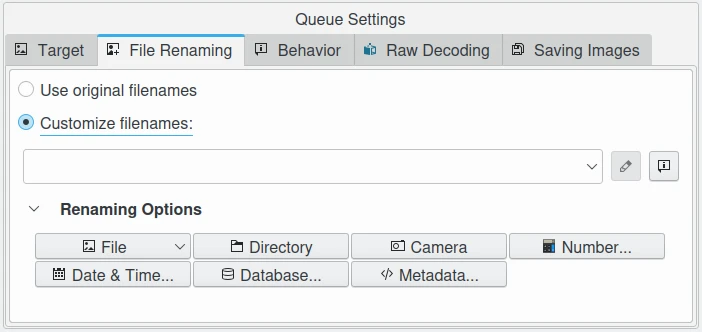 Queue Settings
Target File Renaming Behavior Raw Decoding Saving Images
Use original filenames
Customize filenames:
Renaming Options
File Directory Camera Number...
Date & Time... Database... Metadata...